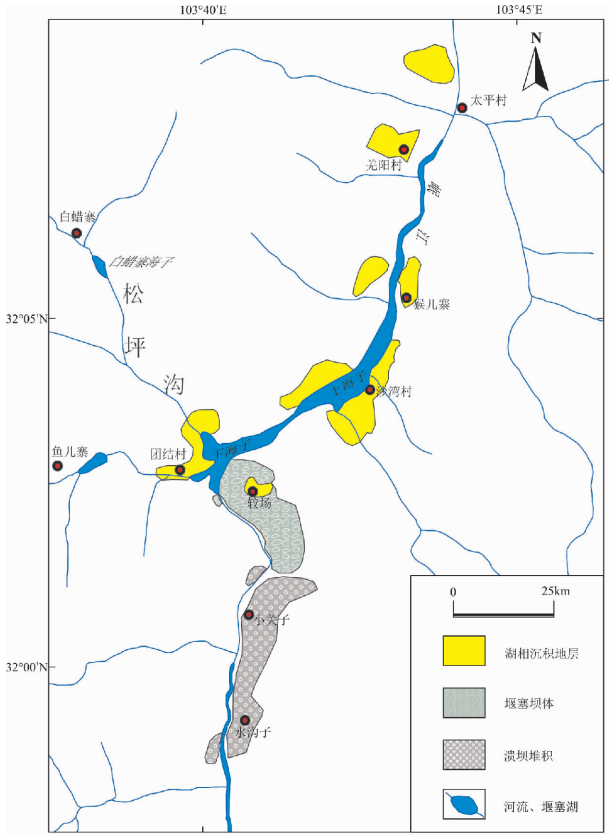 103°40′E
103°45′E
N
太平村
羌阳村
岷
江
白蜡寨
白蜡寨海子
松
坪
沟
猴儿寨
32°05′N
上海子
沙湾村
下海子
鱼儿寨
团结村
较场
小关子
32°00′N
水沟子
0
25km
湖相沉积地层
堰塞坝体
溃坝堆积
河流、堰塞湖